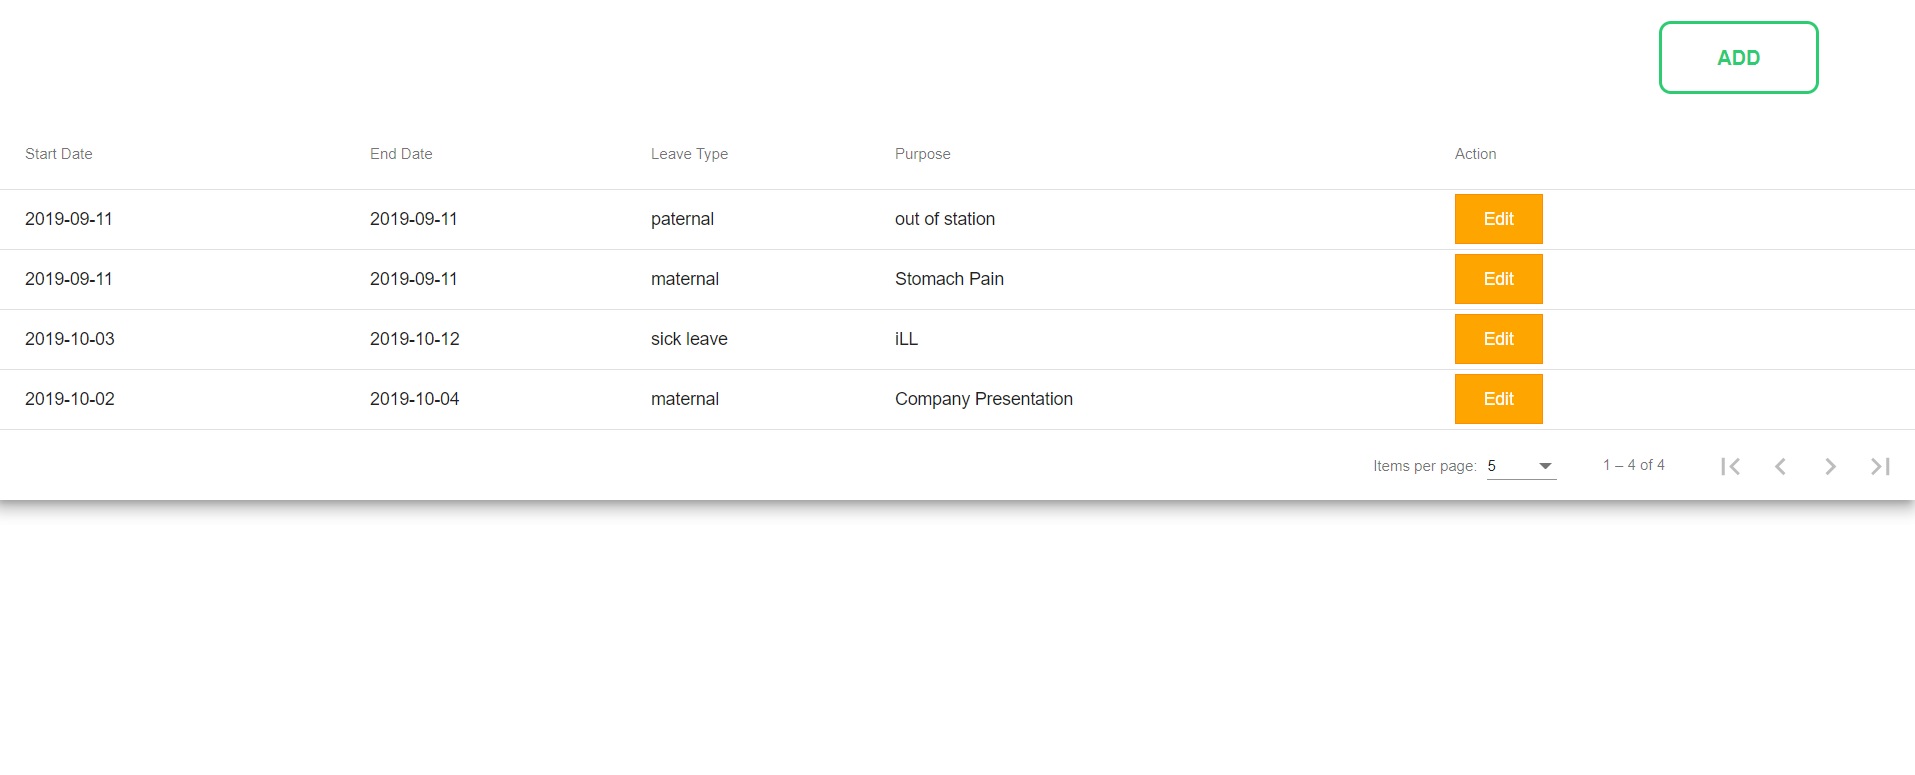 ADD
Start Date End Date Leave Type Purpose Action
2019-09-11 2019-09-11 paternal out of station Edit
2019-09-11 2019-09-11 maternal Stomach Pain Edit
2019-10-03 2019-10-12 sick leave iLL Edit
2019-10-02 2019-10-04 maternal Company Presentation Edit
Items per page: 5 1 – 4 of 4